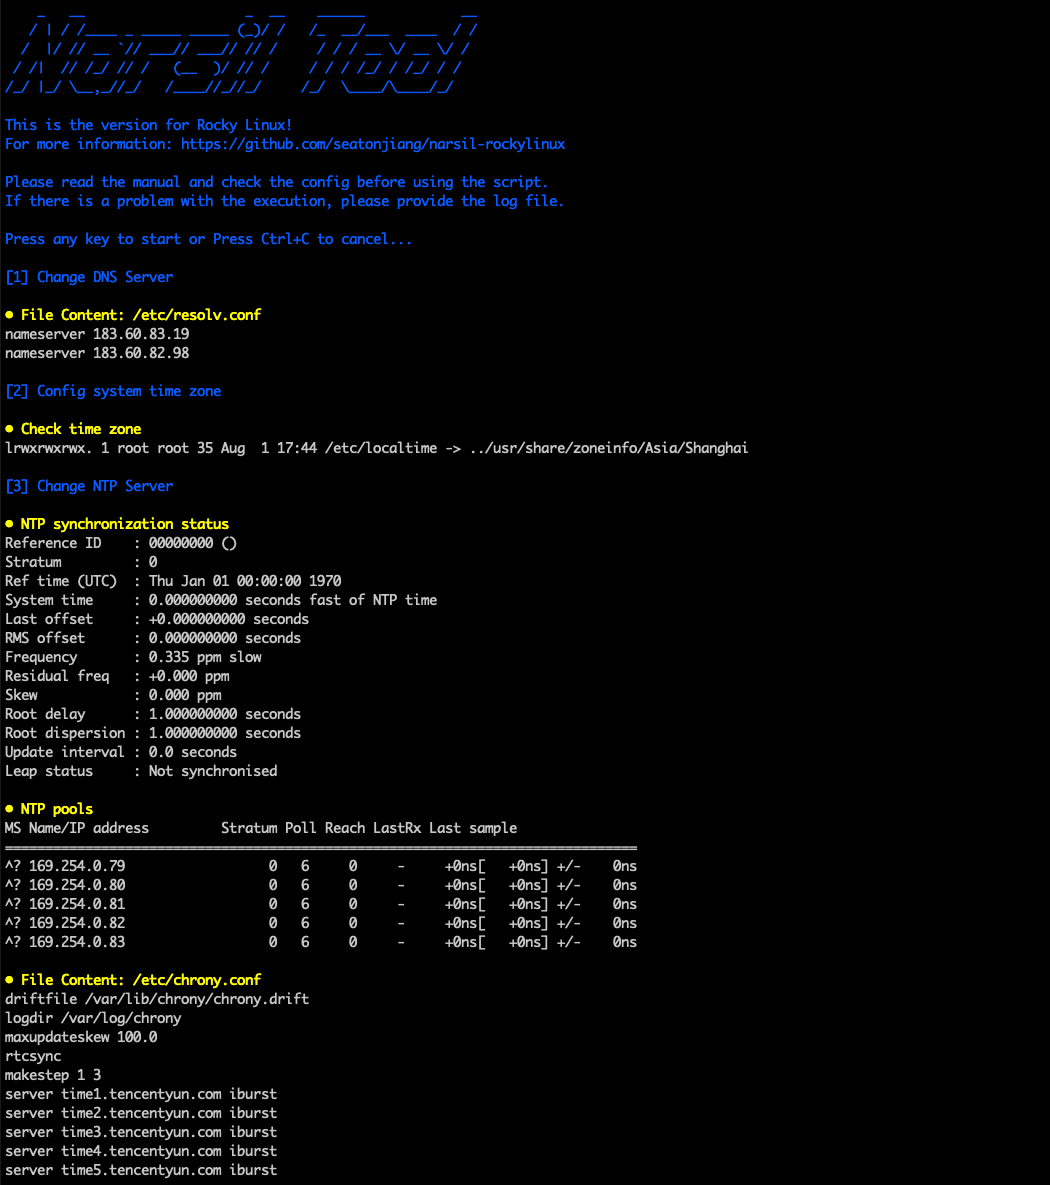 Narsil Tool
This is the version for Rocky Linux!
For more information: https://github.com/seatonjiang/narsil-rockylinux
Please read the manual and check the config before using the script.
If there is a problem with the execution, please provide the log file.
Press any key to start or Press Ctrl+C to cancel...
[1] Change DNS Server
● File Content: /etc/resolv.conf
nameserver 183.60.83.19
nameserver 183.60.82.98
[2] Config system time zone
● Check time zone
lrwxrwxrwx. 1 root root 35 Aug  1 17:44 /etc/localtime -> ../usr/share/zoneinfo/Asia/Shanghai
[3] Change NTP Server
● NTP synchronization status
Reference ID    : 00000000 ()
Stratum         : 0
Ref time (UTC)  : Thu Jan 01 00:00:00 1970
System time     : 0.000000000 seconds fast of NTP time
Last offset     : +0.000000000 seconds
RMS offset      : 0.000000000 seconds
Frequency       : 0.335 ppm slow
Residual freq   : +0.000 ppm
Skew            : 0.000 ppm
Root delay      : 1.000000000 seconds
Root dispersion : 1.000000000 seconds
Update interval : 0.0 seconds
Leap status     : Not synchronised
● NTP pools
MS Name/IP address         Stratum Poll Reach LastRx Last sample
===============================================================================
^? 169.254.0.79                  0   6     0     -     +0ns[   +0ns] +/-    0ns
^? 169.254.0.80                  0   6     0     -     +0ns[   +0ns] +/-    0ns
^? 169.254.0.81                  0   6     0     -     +0ns[   +0ns] +/-    0ns
^? 169.254.0.82                  0   6     0     -     +0ns[   +0ns] +/-    0ns
^? 169.254.0.83                  0   6     0     -     +0ns[   +0ns] +/-    0ns
● File Content: /etc/chrony.conf
driftfile /var/lib/chrony/chrony.drift
logdir /var/log/chrony
maxupdateskew 100.0
rtcsync
makestep 1 3
server time1.tencentyun.com iburst
server time2.tencentyun.com iburst
server time3.tencentyun.com iburst
server time4.tencentyun.com iburst
server time5.tencentyun.com iburst